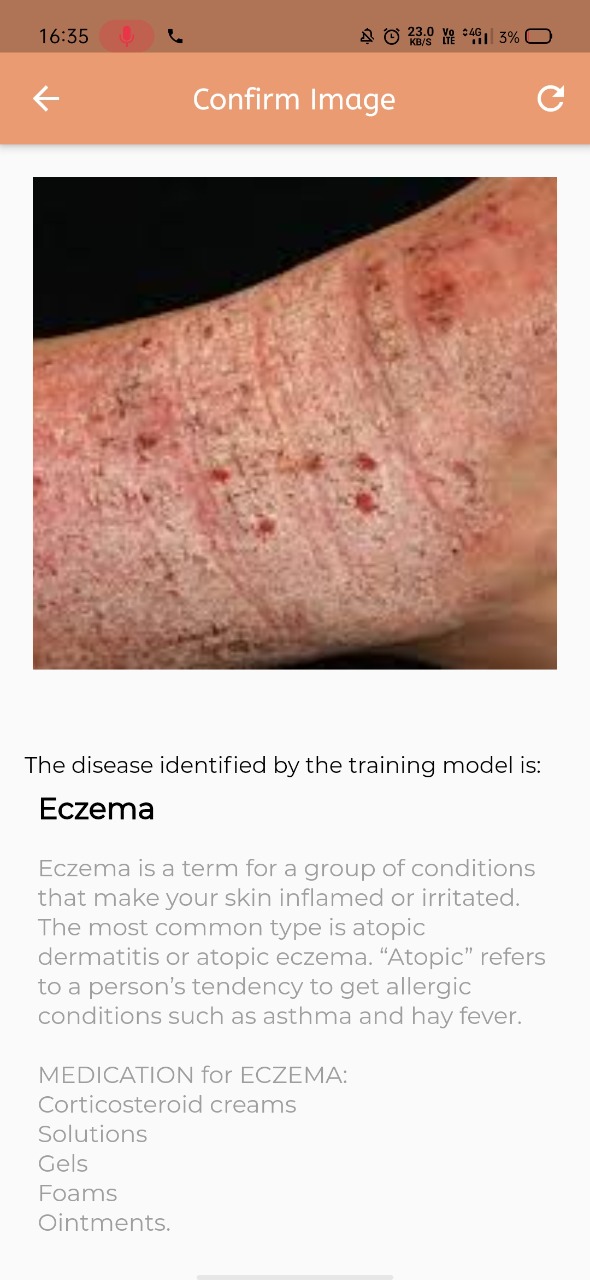 16:35 23.0 KB/S Vo LTE 4G 3%
Confirm Image
The disease identified by the training model is:
Eczema
Eczema is a term for a group of conditions
that make your skin inflamed or irritated.
The most common type is atopic
dermatitis or atopic eczema. “Atopic” refers
to a person’s tendency to get allergic
conditions such as asthma and hay fever.
MEDICATION for ECZEMA:
Corticosteroid creams
Solutions
Gels
Foams
Ointments.